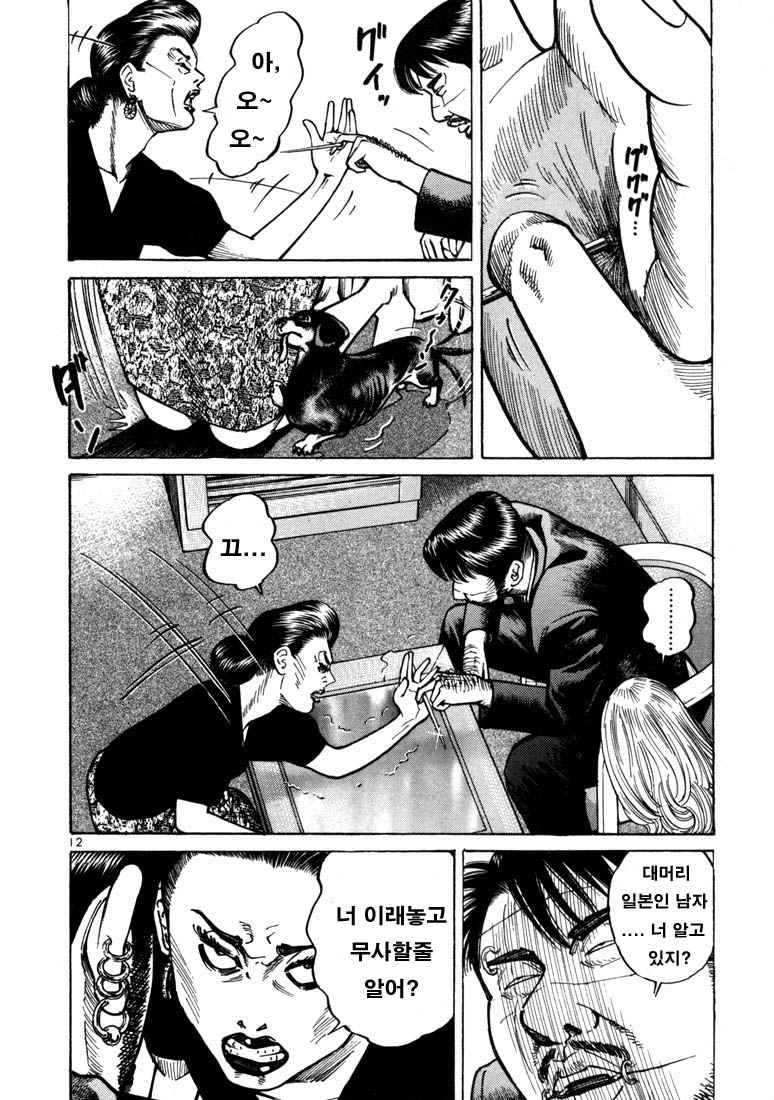 グググ…
グイッ
아,
오~
오~
ダッ
끄...
............
12
대머리
일본인 남자
.... 너 알고
있지?
너 이래놓고
무사할줄
알어?